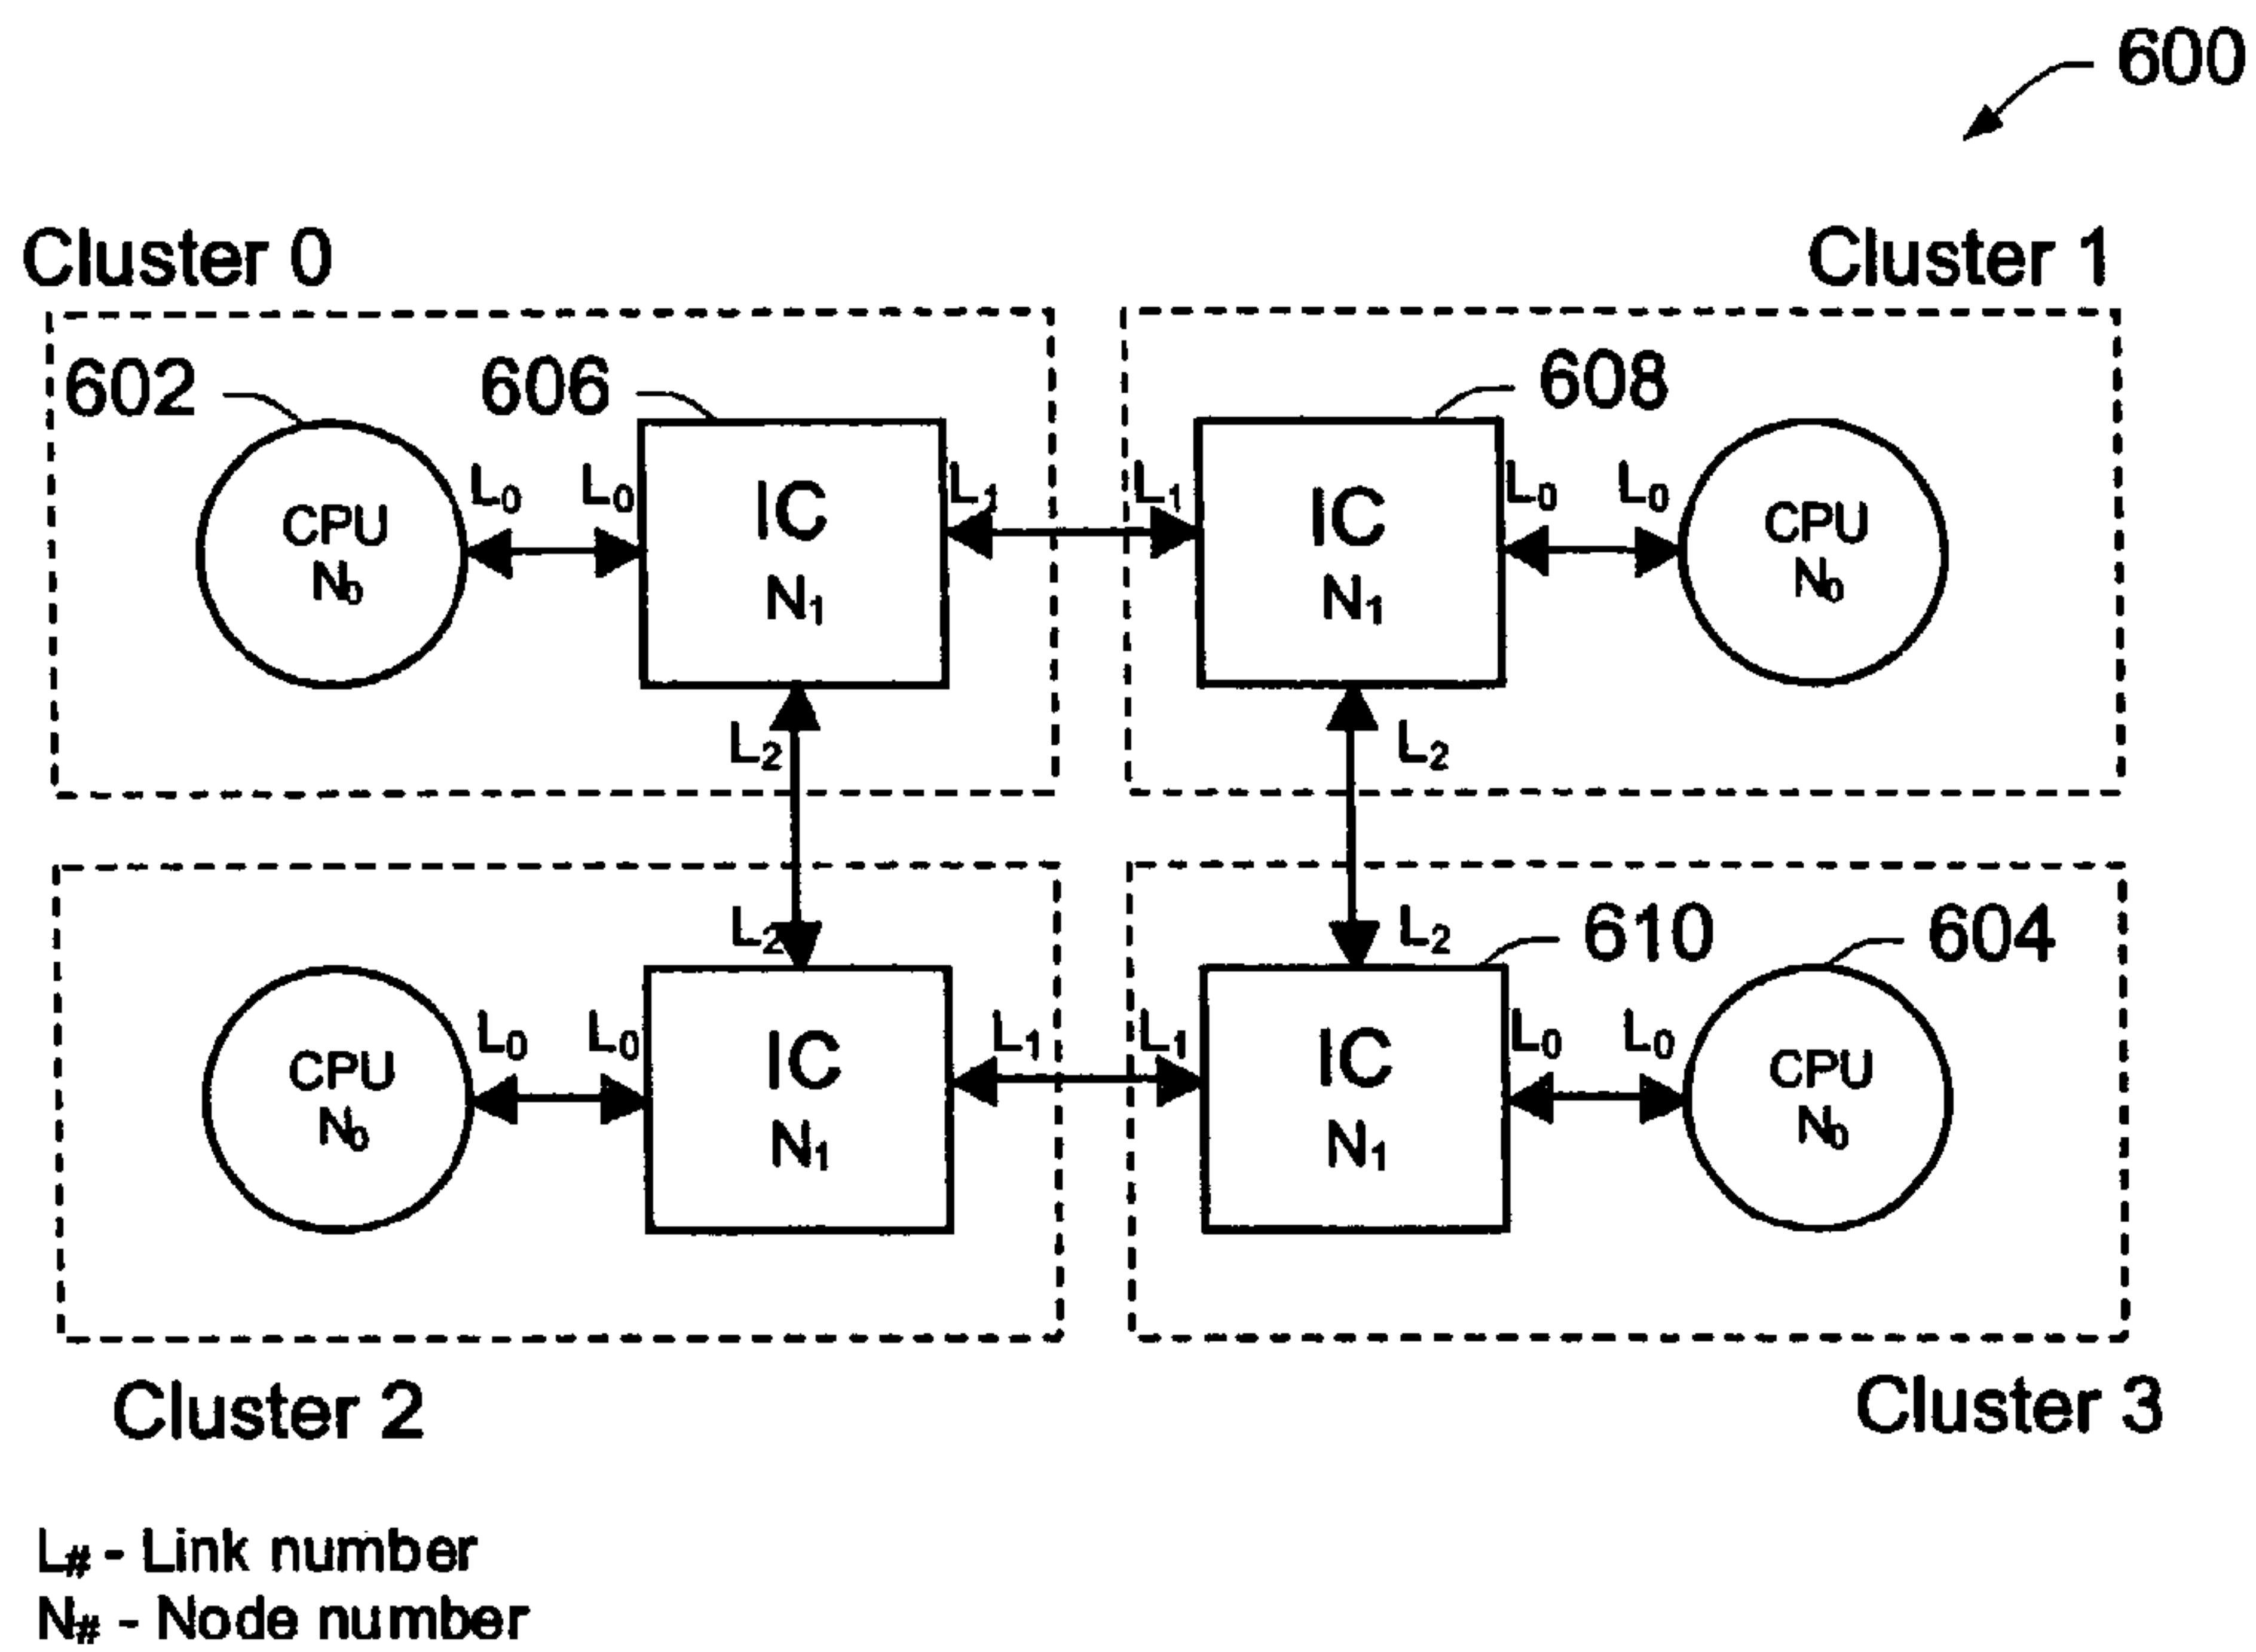 600
Cluster 0
Cluster 1
602
606
608
L0
L0
L1
L1
L0
L0
CPU
N0
IC
N1
IC
N1
CPU
N0
L2
L2
L2
L2
610
604
L0
L0
L1
L1
L0
L0
CPU
N0
IC
N1
IC
N1
CPU
N0
Cluster 2
Cluster 3
L# - Link number
N# - Node number